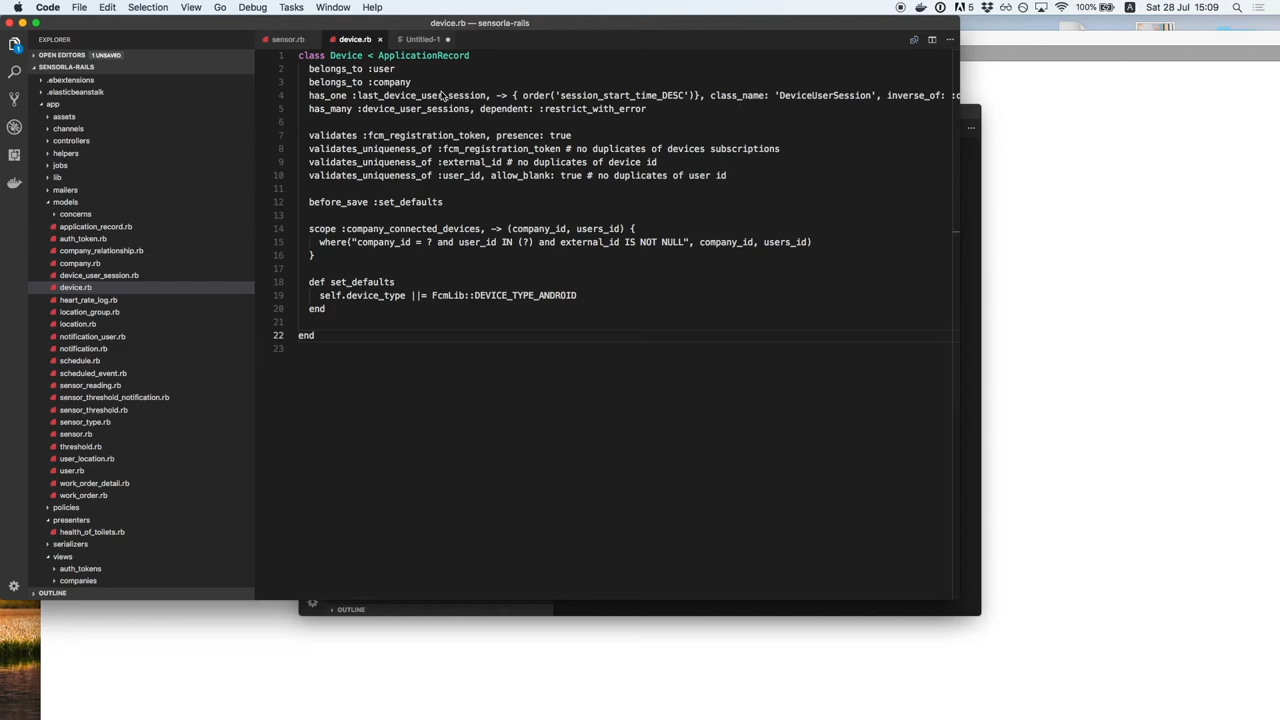 Code File Edit Selection View Go Debug Tasks Window Help
5 A Sat 28 Jul 15:09
device.rb — sensorla-rails
EXPLORER
sensor.rb device.rb × Untitled-1
1
OPEN EDITORS 1 UNSAVED
SENSORLA-RAILS
.ebextensions
.elasticbeanstalk
app
assets
channels
controllers
helpers
jobs
lib
mailers
models
concerns
application_record.rb
auth_token.rb
company_relationship.rb
company.rb
device_user_session.rb
device.rb
heart_rate_log.rb
location_group.rb
location.rb
notification_user.rb
notification.rb
schedule.rb
scheduled_event.rb
sensor_reading.rb
sensor_threshold_notification.rb
sensor_threshold.rb
sensor_type.rb
sensor.rb
threshold.rb
user_location.rb
user.rb
work_order_detail.rb
work_order.rb
policies
presenters
health_of_toilets.rb
serializers
views
auth_tokens
companies
OUTLINE
1 class Device < ApplicationRecord
2 belongs_to :user
3 belongs_to :company
4 has_one :last_device_user_session, -> { order('session_start_time_DESC')}, class_name: 'DeviceUserSession', inverse_of: :
5 has_many :device_user_sessions, dependent: :restrict_with_error
6
7 validates :fcm_registration_token, presence: true
8 validates_uniqueness_of :fcm_registration_token # no duplicates of devices subscriptions
9 validates_uniqueness_of :external_id # no duplicates of device id
10 validates_uniqueness_of :user_id, allow_blank: true # no duplicates of user id
11
12 before_save :set_defaults
13
14 scope :company_connected_devices, -> (company_id, users_id) {
15 where("company_id = ? and user_id IN (?) and external_id IS NOT NULL", company_id, users_id)
16 }
17
18 def set_defaults
19 self.device_type ||= FcmLib::DEVICE_TYPE_ANDROID
20 end
21
22 end
23
OUTLINE